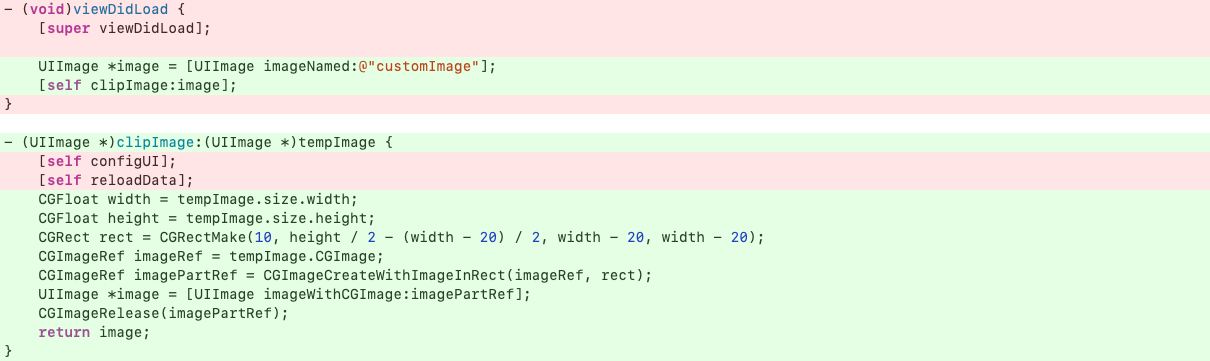 - (void)viewDidLoad {
    [super viewDidLoad];

    UIImage *image = [UIImage imageNamed:@"customImage"];
    [self clipImage:image];
}

- (UIImage *)clipImage:(UIImage *)tempImage {
    [self configUI];
    [self reloadData];
    CGFloat width = tempImage.size.width;
    CGFloat height = tempImage.size.height;
    CGRect rect = CGRectMake(10, height / 2 - (width - 20) / 2, width - 20, width - 20);
    CGImageRef imageRef = tempImage.CGImage;
    CGImageRef imagePartRef = CGImageCreateWithImageInRect(imageRef, rect);
    UIImage *image = [UIImage imageWithCGImage:imagePartRef];
    CGImageRelease(imagePartRef);
    return image;
}